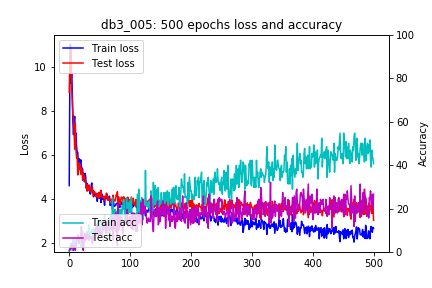 db3_005: 500 epochs loss and accuracy
Train loss
Test loss
Train acc
Test acc
Loss
Accuracy
10
8
6
4
2
100
80
60
40
20
0
0
100
200
300
400
500